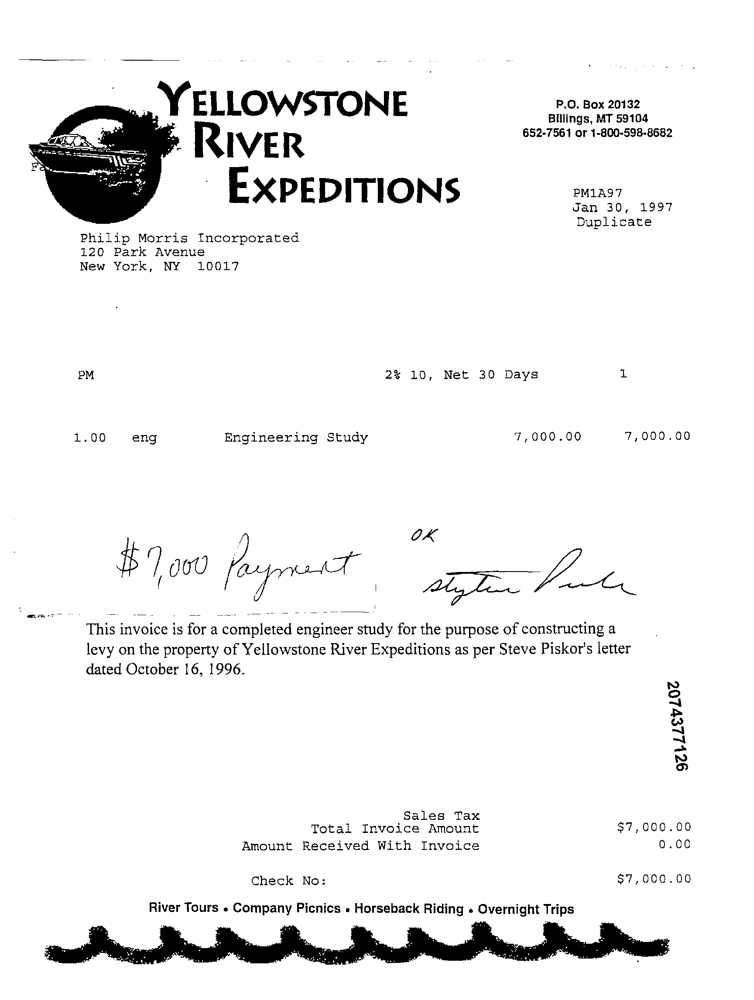 YELLOWSTONE
RIVER
EXPEDITIONS
P.O. Box 20132
Billings, MT 59104
652-7561 or 1-800-598-8682
PM1A97
Jan 30, 1997
Duplicate
Philip Morris Incorporated
120 Park Avenue
New York, NY 10017
PM 2% 10, Net 30 Days 1
1.00 eng Engineering Study 7,000.00 7,000.00
$7,000 Payment
OK
This invoice is for a completed engineer study for the purpose of constructing a
levy on the property of Yellowstone River Expeditions as per Steve Piskor's letter
dated October 16, 1996.
2074377126
Sales Tax
Total Invoice Amount $7,000.00
Amount Received With Invoice 0.00
Check No: $7,000.00
River Tours • Company Picnics • Horseback Riding • Overnight Trips